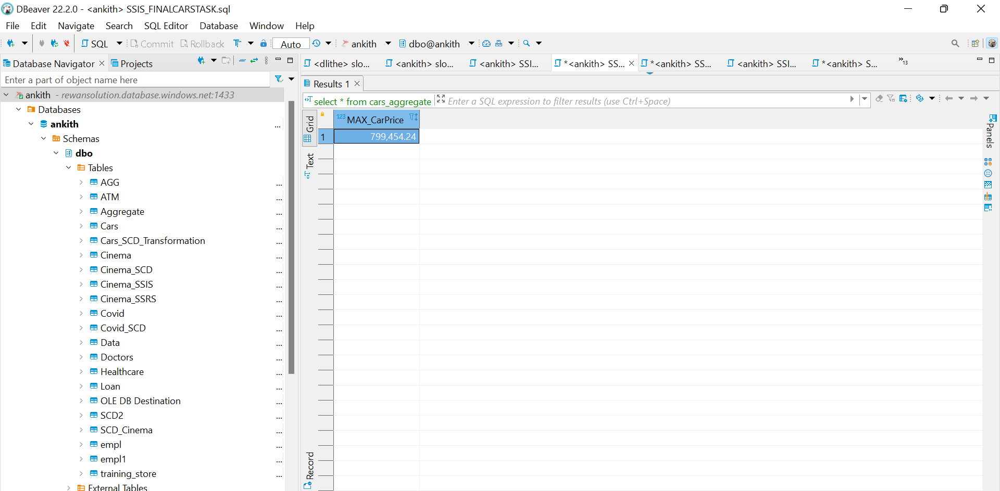 DBeaver 22.2.0 - <ankith> SSIS_FINALCARSTASK.sql
File Edit Navigate Search SQL Editor Database Window Help
SQL Commit Rollback Auto ankith dbo@ankith
Database Navigator Projects
<dlithe> slo... <ankith> slo... <ankith> SSI... *<ankith> SS... *<ankith> SS... <ankith> SSI... *<ankith> S... »13
Enter a part of object name here
Results 1
ankith - rewansolution.database.windows.net:1433
select * from cars_aggregate Enter a SQL expression to filter results (use Ctrl+Space)
Databases
ankith ...
Schemas
dbo
Tables
AGG ...
ATM ...
Aggregate ...
Cars ...
Cars_SCD_Transformation ...
Cinema ...
Cinema_SCD ...
Cinema_SSIS ...
Cinema_SSRS ...
Covid ...
Covid_SCD ...
Data ...
Doctors ...
Healthcare ...
Loan ...
OLE DB Destination ...
SCD2 ...
SCD_Cinema ...
empl ...
empl1 ...
training_store ...
External Tables
Grid
Text
Record
123 MAX_CarPrice
1 799,454.24
Panels